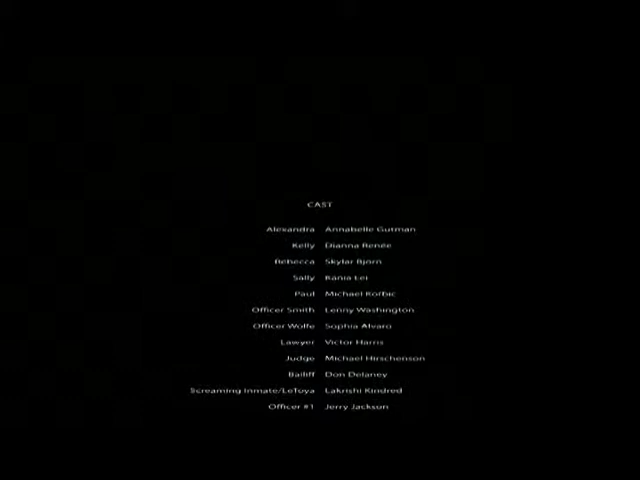 CAST
Alexandra Annabelle Gutman
Kelly Dianna Renée
Rebecca Skylar Bjorn
Sally Rania Lei
Paul Michael Korbic
Officer Smith Lenny Washington
Officer Wolfe Sophia Alvaro
Lawyer Victor Harris
Judge Michael Hirschenson
Bailiff Don Delaney
Screaming Inmate/LeToya Lakrishi Kindred
Officer #1 Jerry Jackson